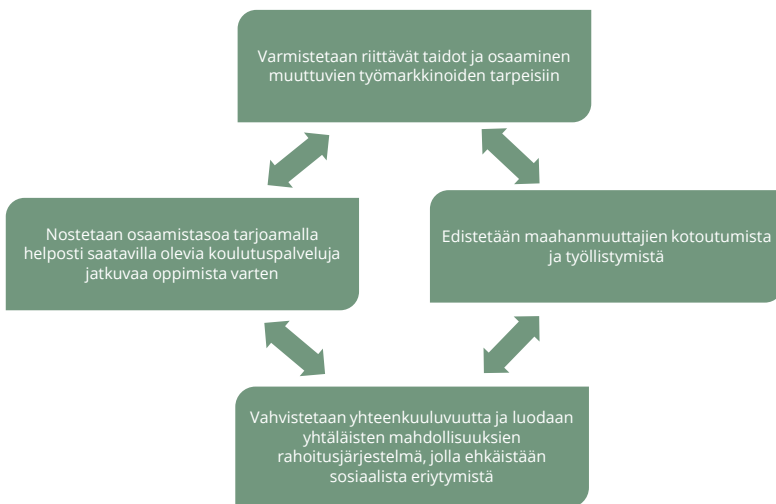 Varmistetaan riittävät taidot ja osaaminen
muuttuvien työmarkkinoiden tarpeisiin
Nostetaan osaamistasoa tarjoamalla
helposti saatavilla olevia koulutuspalveluja
jatkuvaa oppimista varten
Edistetään maahanmuuttajien kotoutumista
ja työllistymistä
Vahvistetaan yhteenkuuluvuutta ja luodaan
yhtäläisten mahdollisuuksien
rahoitusjärjestelmä, jolla ehkäistään
sosiaalista eriytymistä